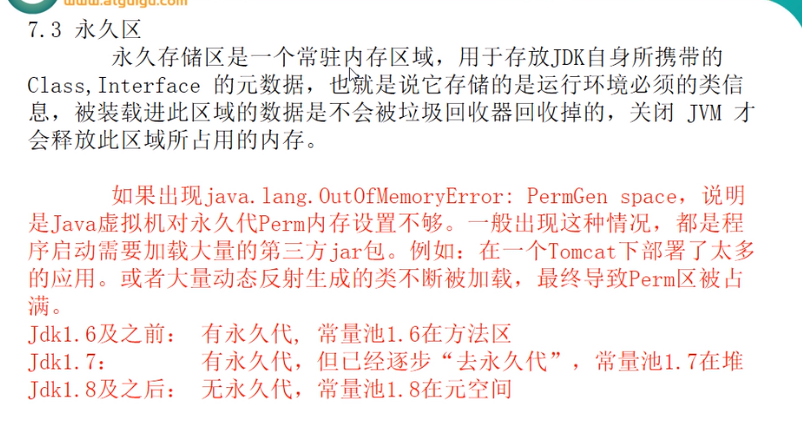 www.atguigu.com
7.3 永久区
永久存储区是一个常驻内存区域，用于存放JDK自身所携带的
Class,Interface 的元数据，也就是说它存储的是运行环境必须的类信
息，被装载进此区域的数据是不会被垃圾回收器回收掉的，关闭 JVM 才
会释放此区域所占用的内存。
如果出现java.lang.OutOfMemoryError: PermGen space，说明
是Java虚拟机对永久代Perm内存设置不够。一般出现这种情况，都是程
序启动需要加载大量的第三方jar包。例如：在一个Tomcat下部署了太多
的应用。或者大量动态反射生成的类不断被加载，最终导致Perm区被占
满。
Jdk1.6及之前： 有永久代, 常量池1.6在方法区
Jdk1.7： 有永久代，但已经逐步“去永久代”，常量池1.7在堆
Jdk1.8及之后： 无永久代，常量池1.8在元空间